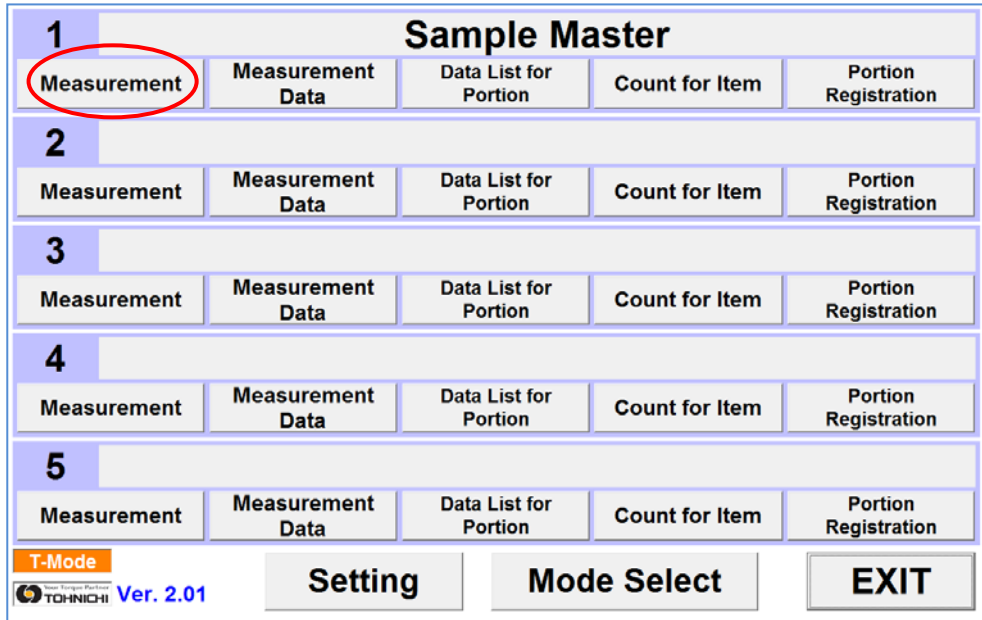 1 Sample Master
Measurement Measurement Data Data List for Portion Count for Item Portion Registration
2
Measurement Measurement Data Data List for Portion Count for Item Portion Registration
3
Measurement Measurement Data Data List for Portion Count for Item Portion Registration
4
Measurement Measurement Data Data List for Portion Count for Item Portion Registration
5
Measurement Measurement Data Data List for Portion Count for Item Portion Registration
T-Mode
Your Torque Partner
TOHNICHI Ver. 2.01
Setting Mode Select EXIT